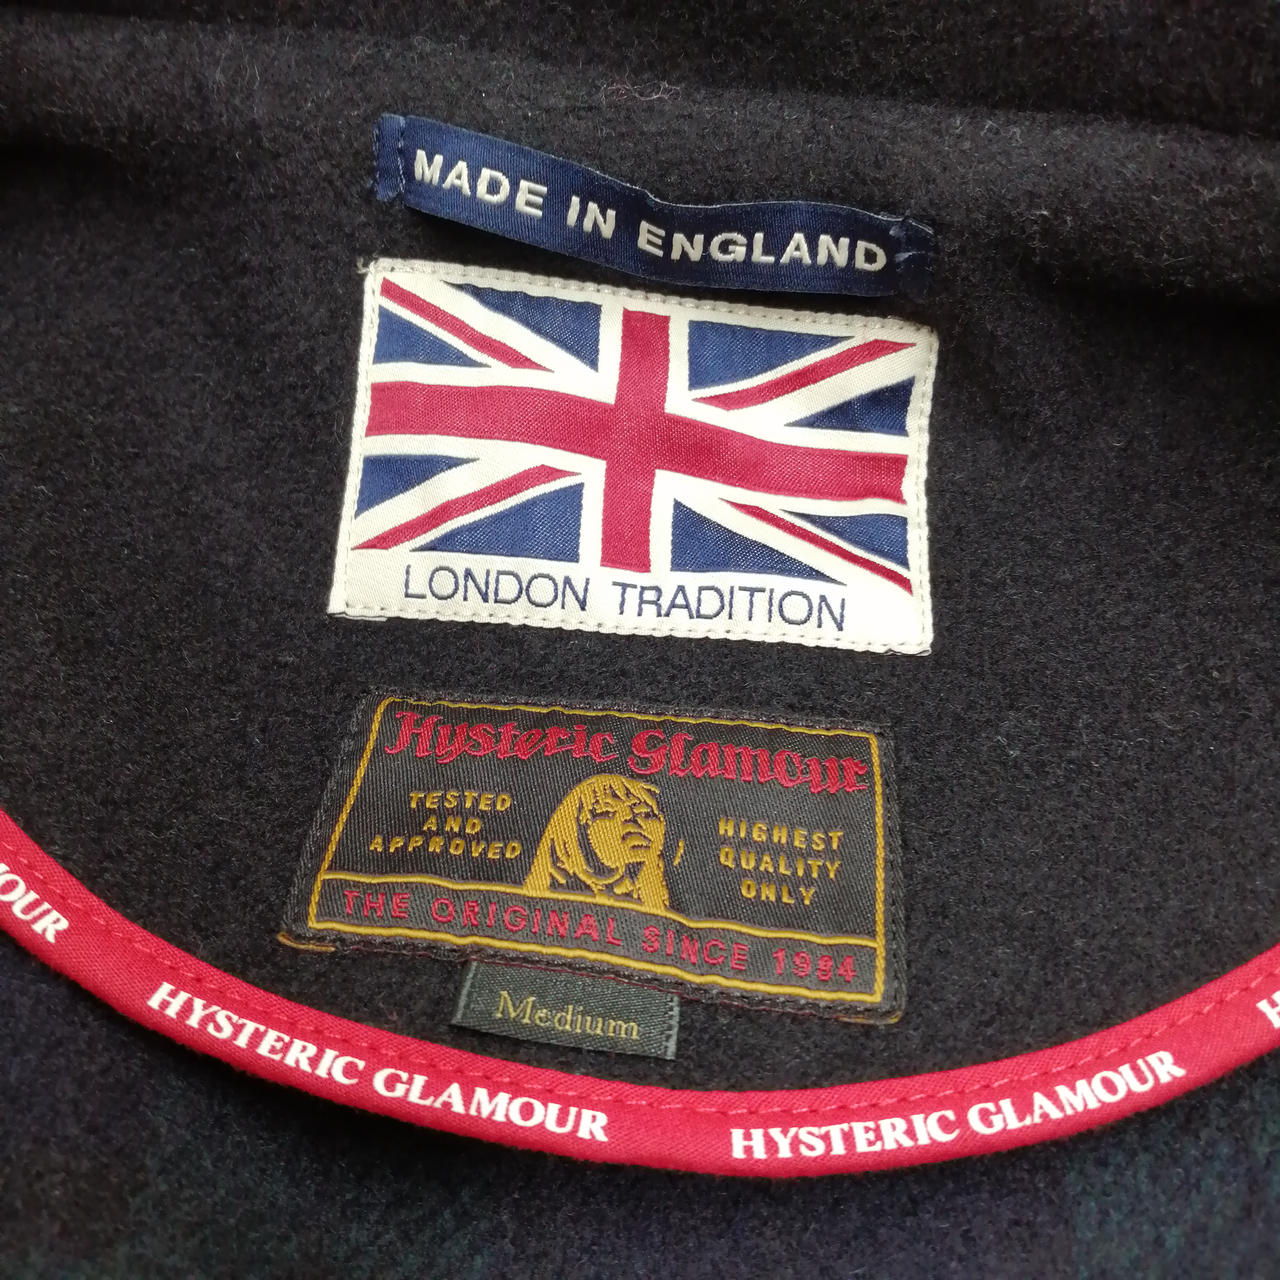 MADE IN ENGLAND
LONDON TRADITION
Hysteric Glamour
TESTED
AND
APPROVED
HIGHEST
QUALITY
ONLY
THE ORIGINAL SINCE 1984
Medium
OUR
HYSTERIC GLAMOUR
HYSTERIC GLAMOUR
H